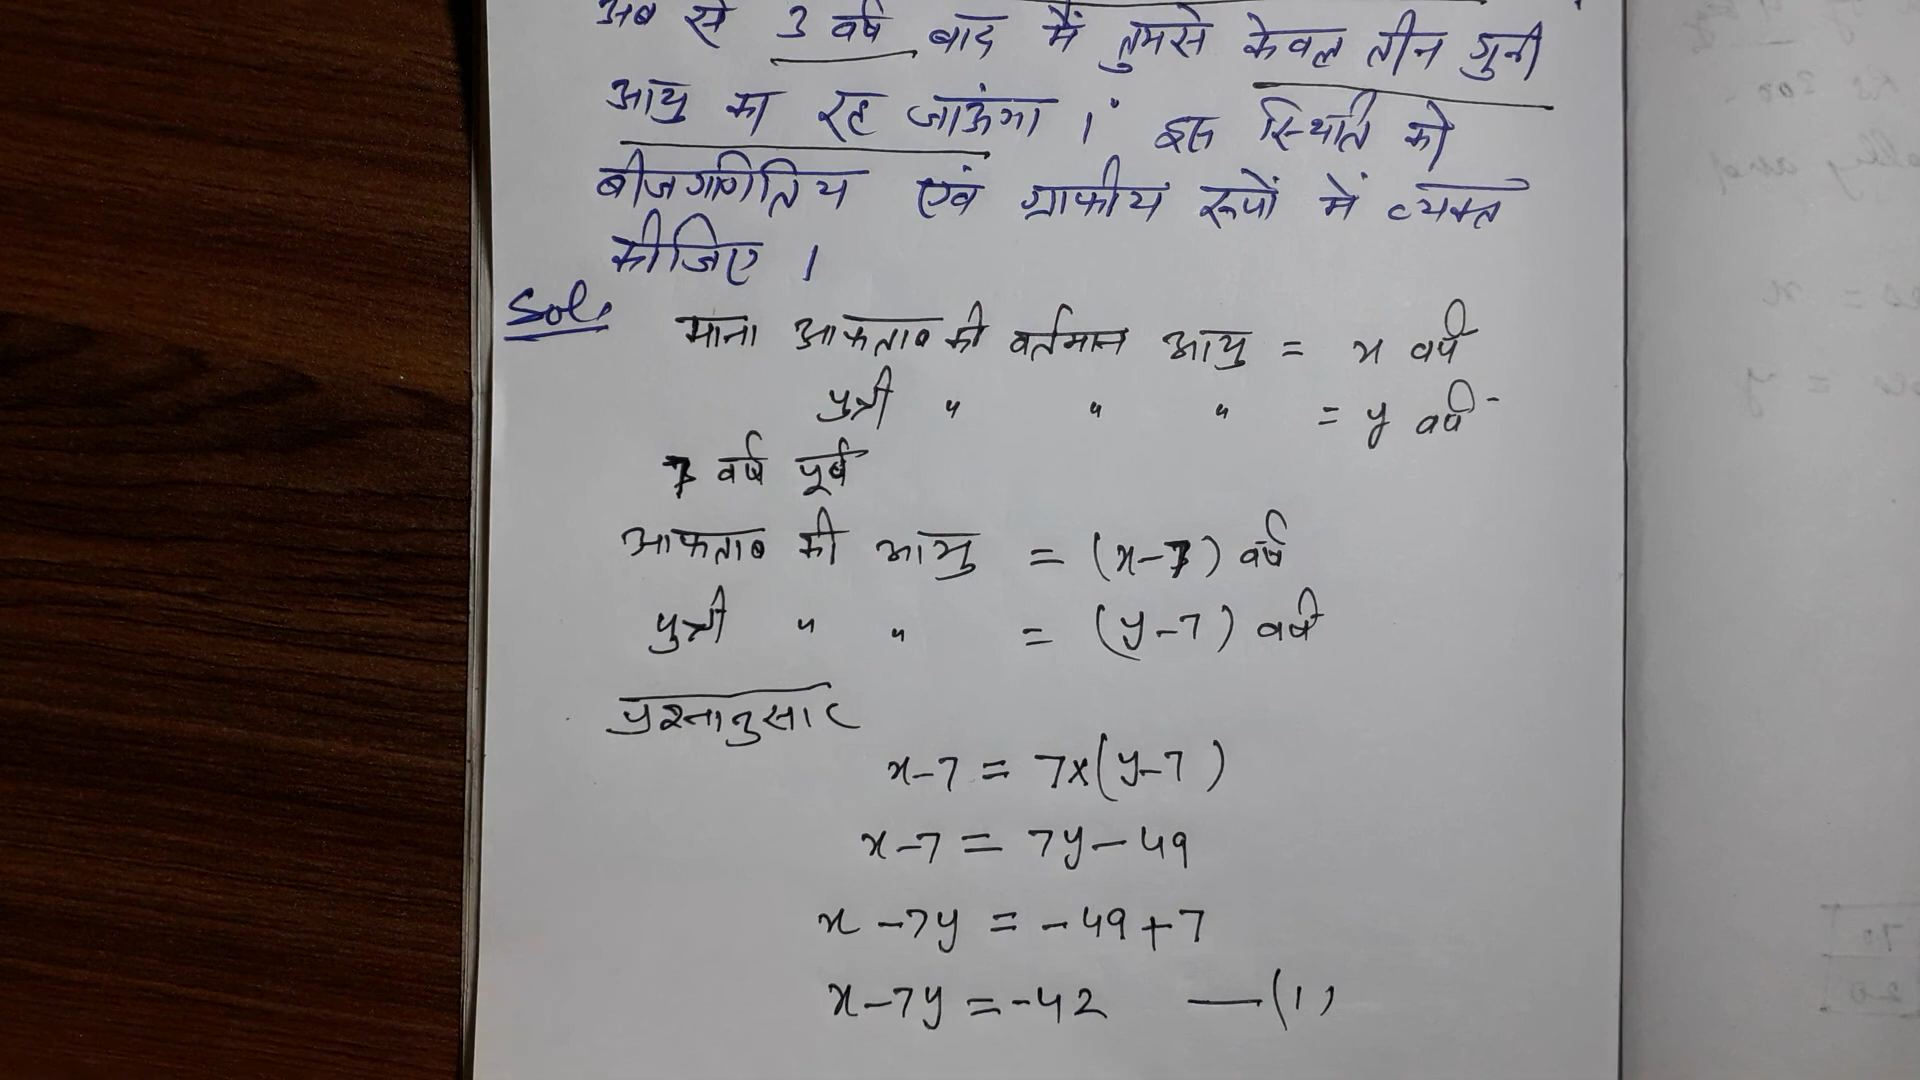 अब से 3 वर्ष बाद मैं तुमसे केवल तीन गुनी
आयु का रह जाऊंगा ।" इस स्थिति को
बीजगणितिय एवं ग्राफीय रूपों में व्यक्त
कीजिए ।
Sol.
माना आफताब की वर्तमान आयु = x वर्ष
पुत्री " " " = y वर्ष
7 वर्ष पूर्व
आफताब की आयु = (x-7) वर्ष
पुत्री " " = (y-7) वर्ष
प्रश्नानुसार
x-7 = 7x(y-7)
x-7 = 7y-49
x-7y = -49+7
x-7y = -42 —(1)